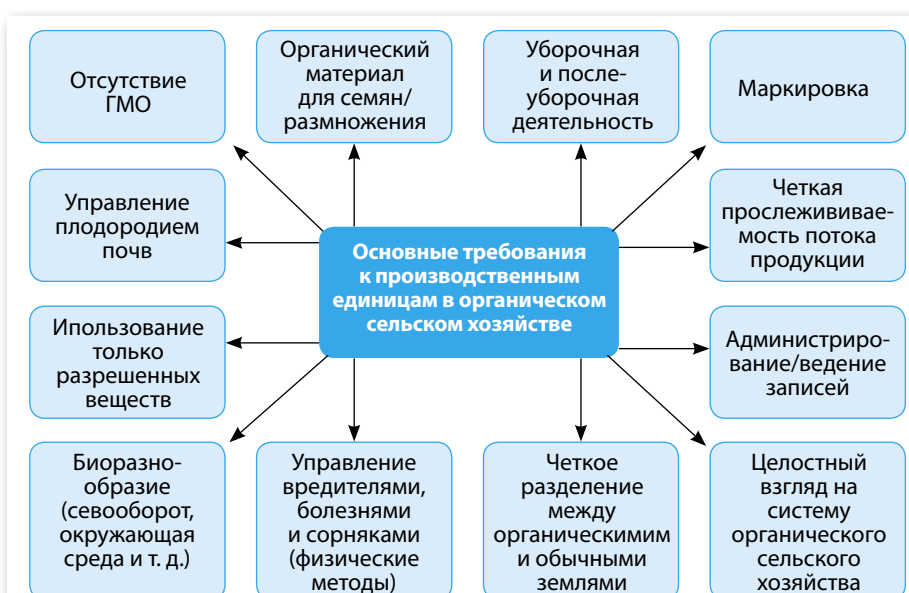 Отсутствие
ГМО
Органический
материал
для семян/
размножения
Уборочная
и после-
уборочная
деятельность
Маркировка
Управление
плодородием
почв
Основные требования
к производственным
единицам в органическом
сельском хозяйстве
Четкая
прослежививае-
мость потока
продукции
Ипользование
только
разрешенных
веществ
Администриро-
вание/ведение
записей
Биоразно-
образие
(севооборот,
окружающая
среда и т. д.)
Управление
вредителями,
болезнями
и сорняками
(физические
методы)
Четкое
разделение
между
органическимим
и обычными
землями
Целостный
взгляд на
систему
органического
сельского
хозяйства